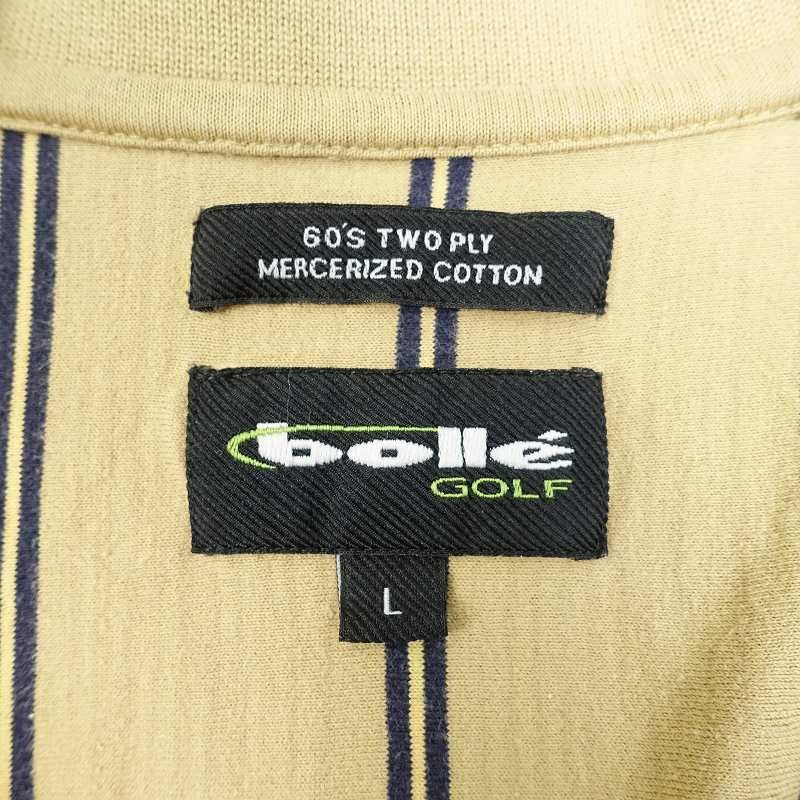 60'S TWO PLY
MERCERIZED COTTON
bollé
GOLF
L